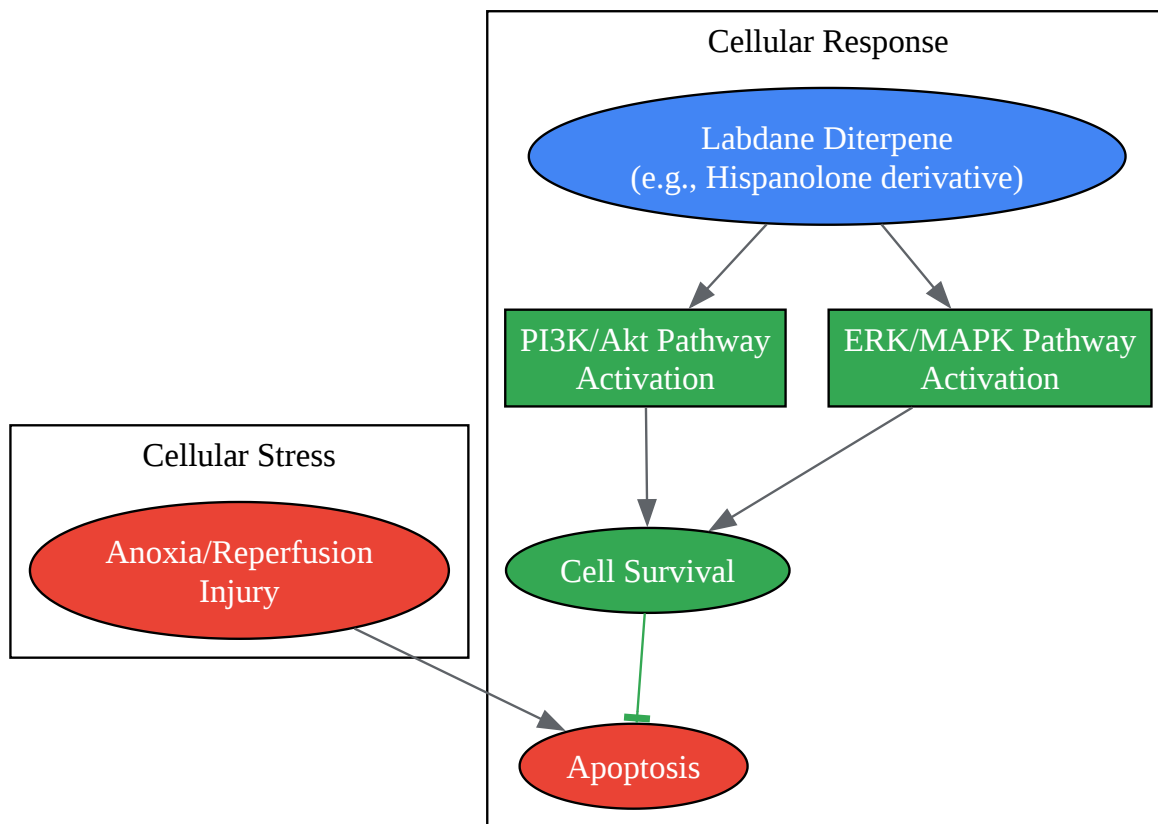 Cellular Response
Labdane Diterpene
(e.g., Hispanolone derivative)
PI3K/Akt Pathway
Activation
ERK/MAPK Pathway
Activation
Cellular Stress
Anoxia/Reperfusion
Injury
Cell Survival
Apoptosis